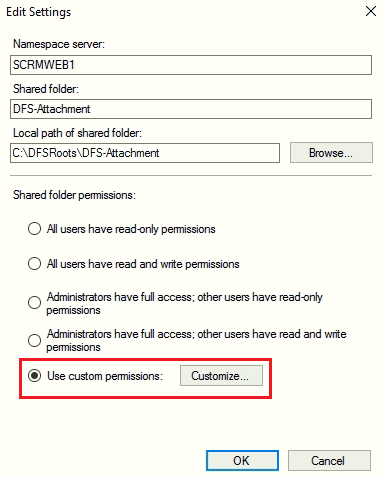 Edit Settings
Namespace server:
SCRMWEB1
Shared folder:
DFS-Attachment
Local path of shared folder:
C:\DFSRoots\DFS-Attachment
Browse...
Shared folder permissions:
All users have read-only permissions
All users have read and write permissions
Administrators have full access; other users have read-only
permissions
Administrators have full access; other users have read and write
permissions
Use custom permissions:
Customize...
OK
Cancel